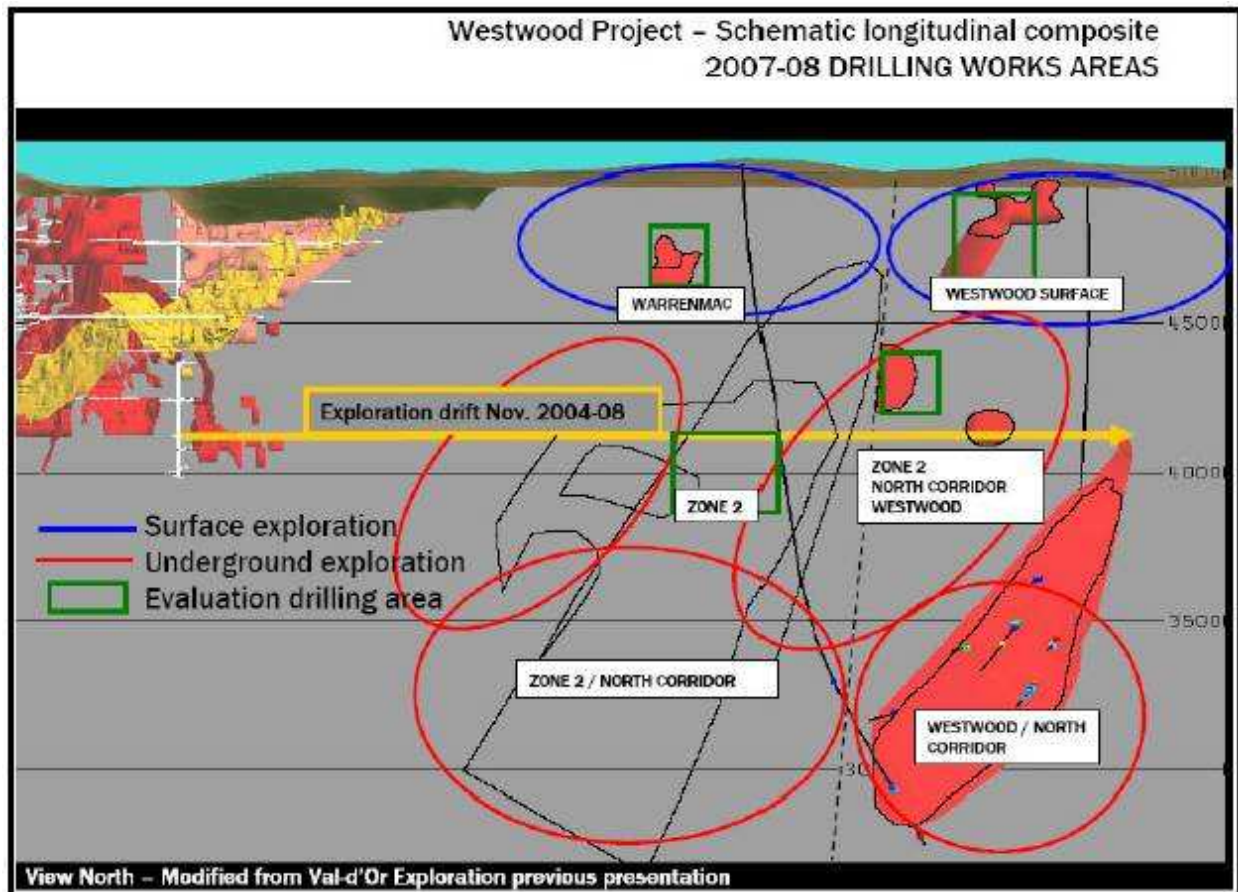 Westwood Project – Schematic longitudinal composite
2007-08 DRILLING WORKS AREAS
WARRENMAC
WESTWOOD SURFACE
4500
Exploration drift Nov. 2004-08
4000
ZONE 2
ZONE 2
NORTH CORRIDOR
WESTWOOD
Surface exploration
Underground exploration
Evaluation drilling area
3500
ZONE 2 / NORTH CORRIDOR
WESTWOOD / NORTH
CORRIDOR
View North – Modified from Val-d'Or Exploration previous presentation